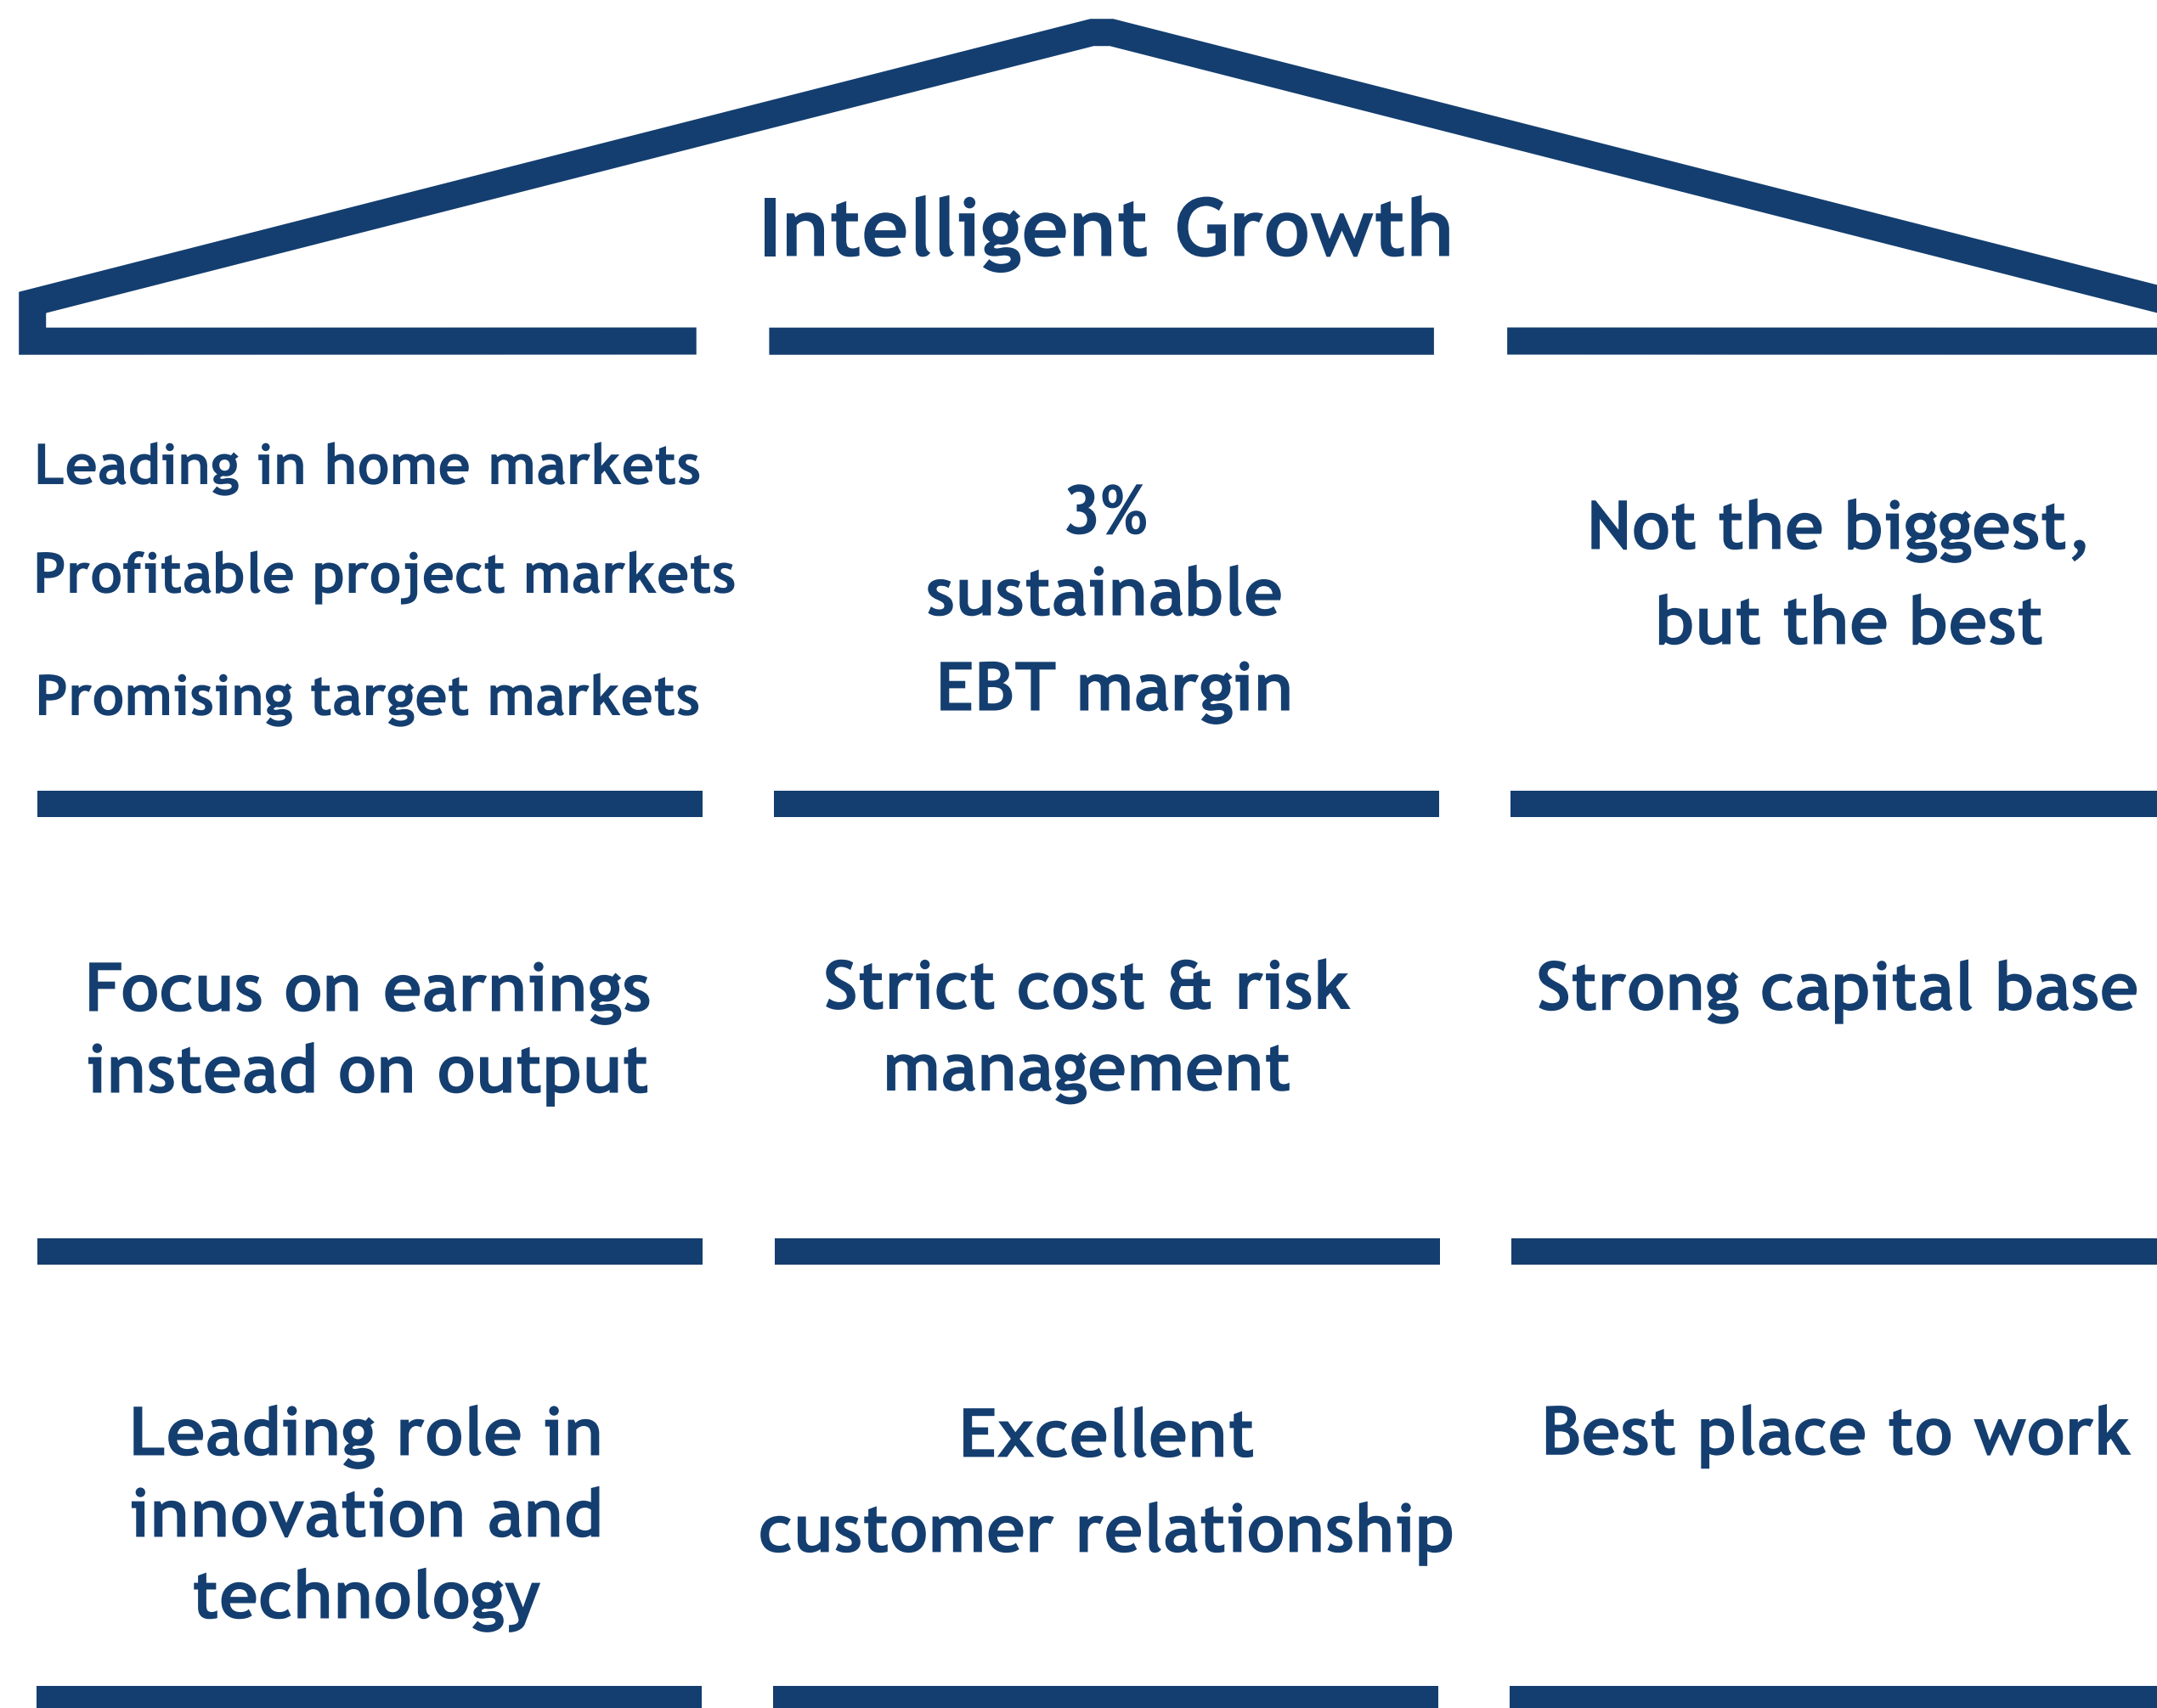 Intelligent Growth
Leading in home markets
Profitable project markets
Promising target markets
3%
sustainable
EBT margin
Not the biggest,
but the best
Focus on earnings
instead on output
Strict cost & risk
management
Strong capital base
Leading role in
innovation and
technology
Excellent
customer relationship
Best place to work